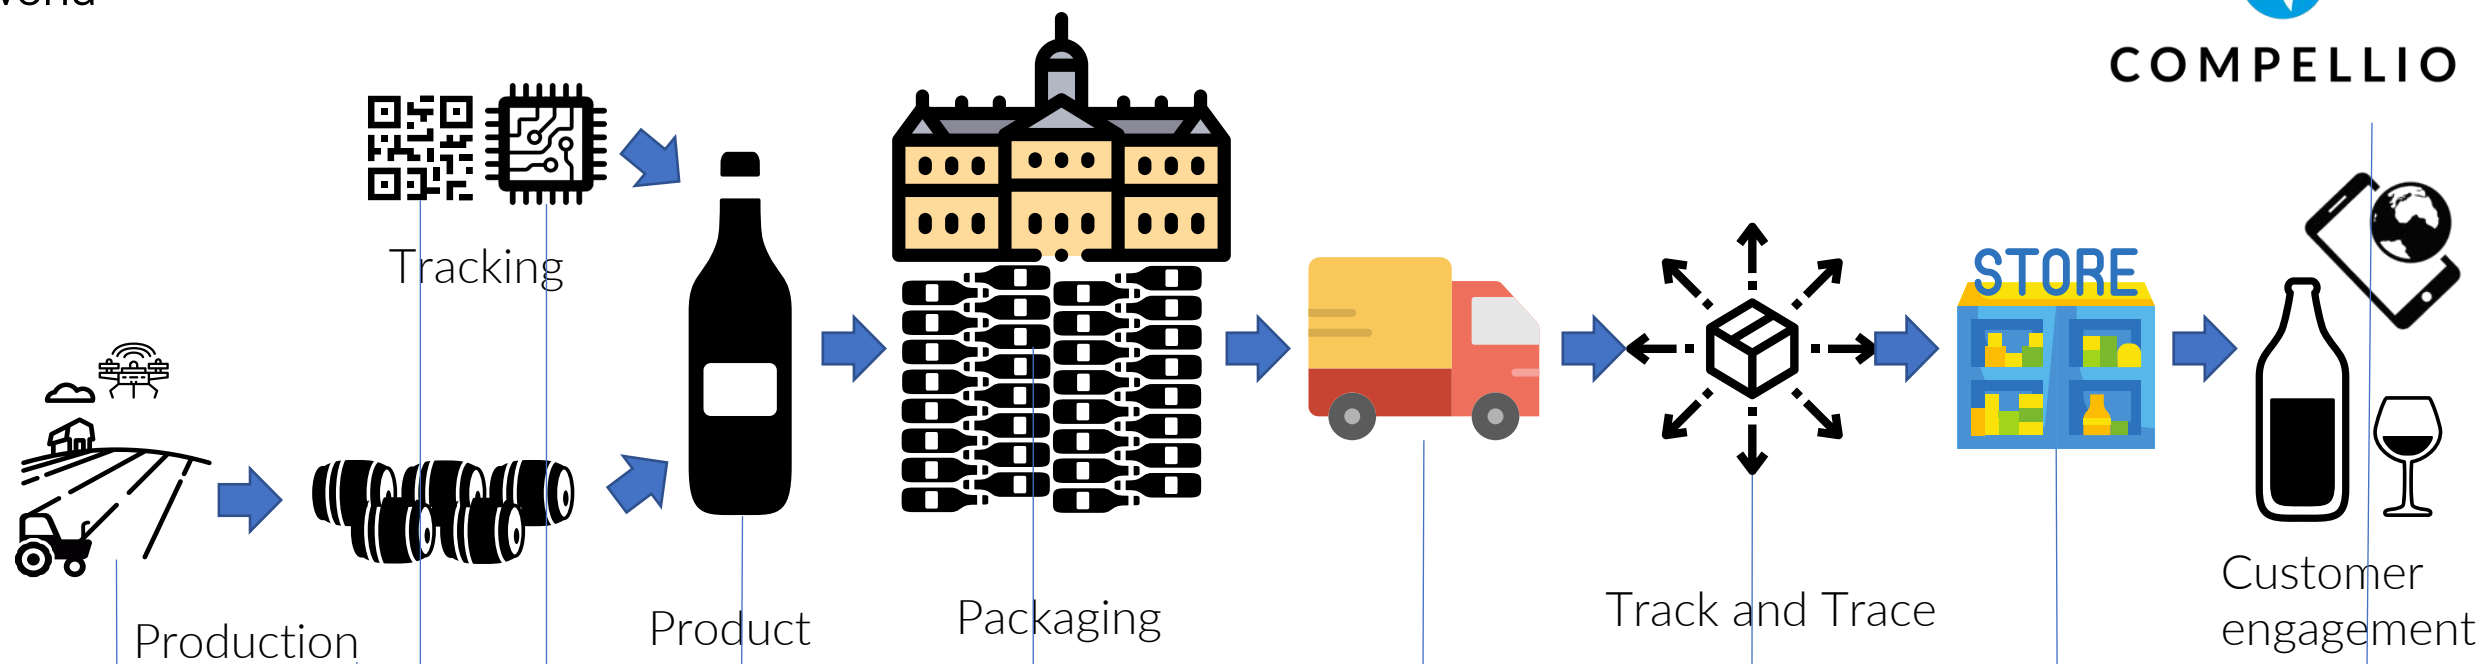 COMPELLIO
Tracking
STORE
Production
Product
Packaging
Track and Trace
Customer
engagement